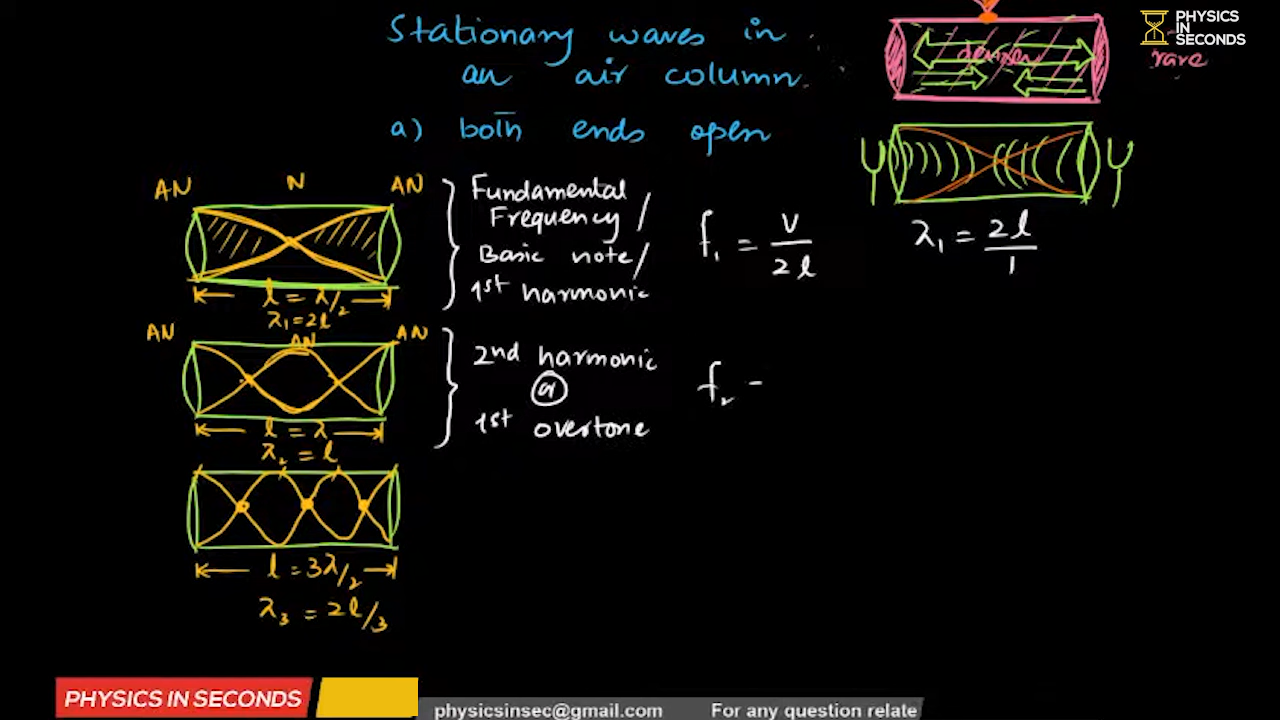 Stationary waves in
an air column
a) both ends open
PHYSICS
IN
SECONDS
denser
rare
AN N AN
Fundamental
Frequency /
Basic note/
1st harmonic
f₁ = v/2l
λ₁ = 2l/1
l = λ/2
λ₁ = 2l
AN AN AN
2nd harmonic
1st overtone
f₂ -
l = λ
λ₂ = l
l = 3λ/2
λ₃ = 2l/3
PHYSICS IN SECONDS
physicsinsec@gmail.com For any question relate